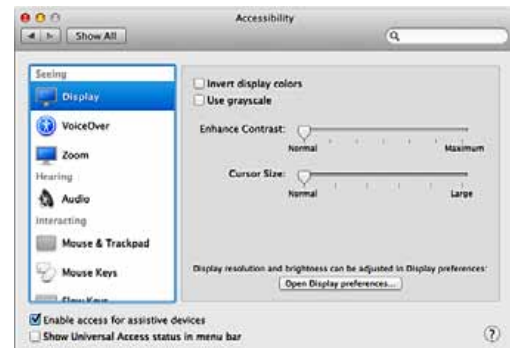 Accessibility
Show All
Seeing
Display
VoiceOver
Zoom
Hearing
Audio
Interacting
Mouse & Trackpad
Mouse Keys
Slow Keys
Invert display colors
Use grayscale
Enhance Contrast:
Normal Maximum
Cursor Size:
Normal Large
Display resolution and brightness can be adjusted in Display preferences:
Open Display preferences...
Enable access for assistive devices
Show Universal Access status in menu bar
?